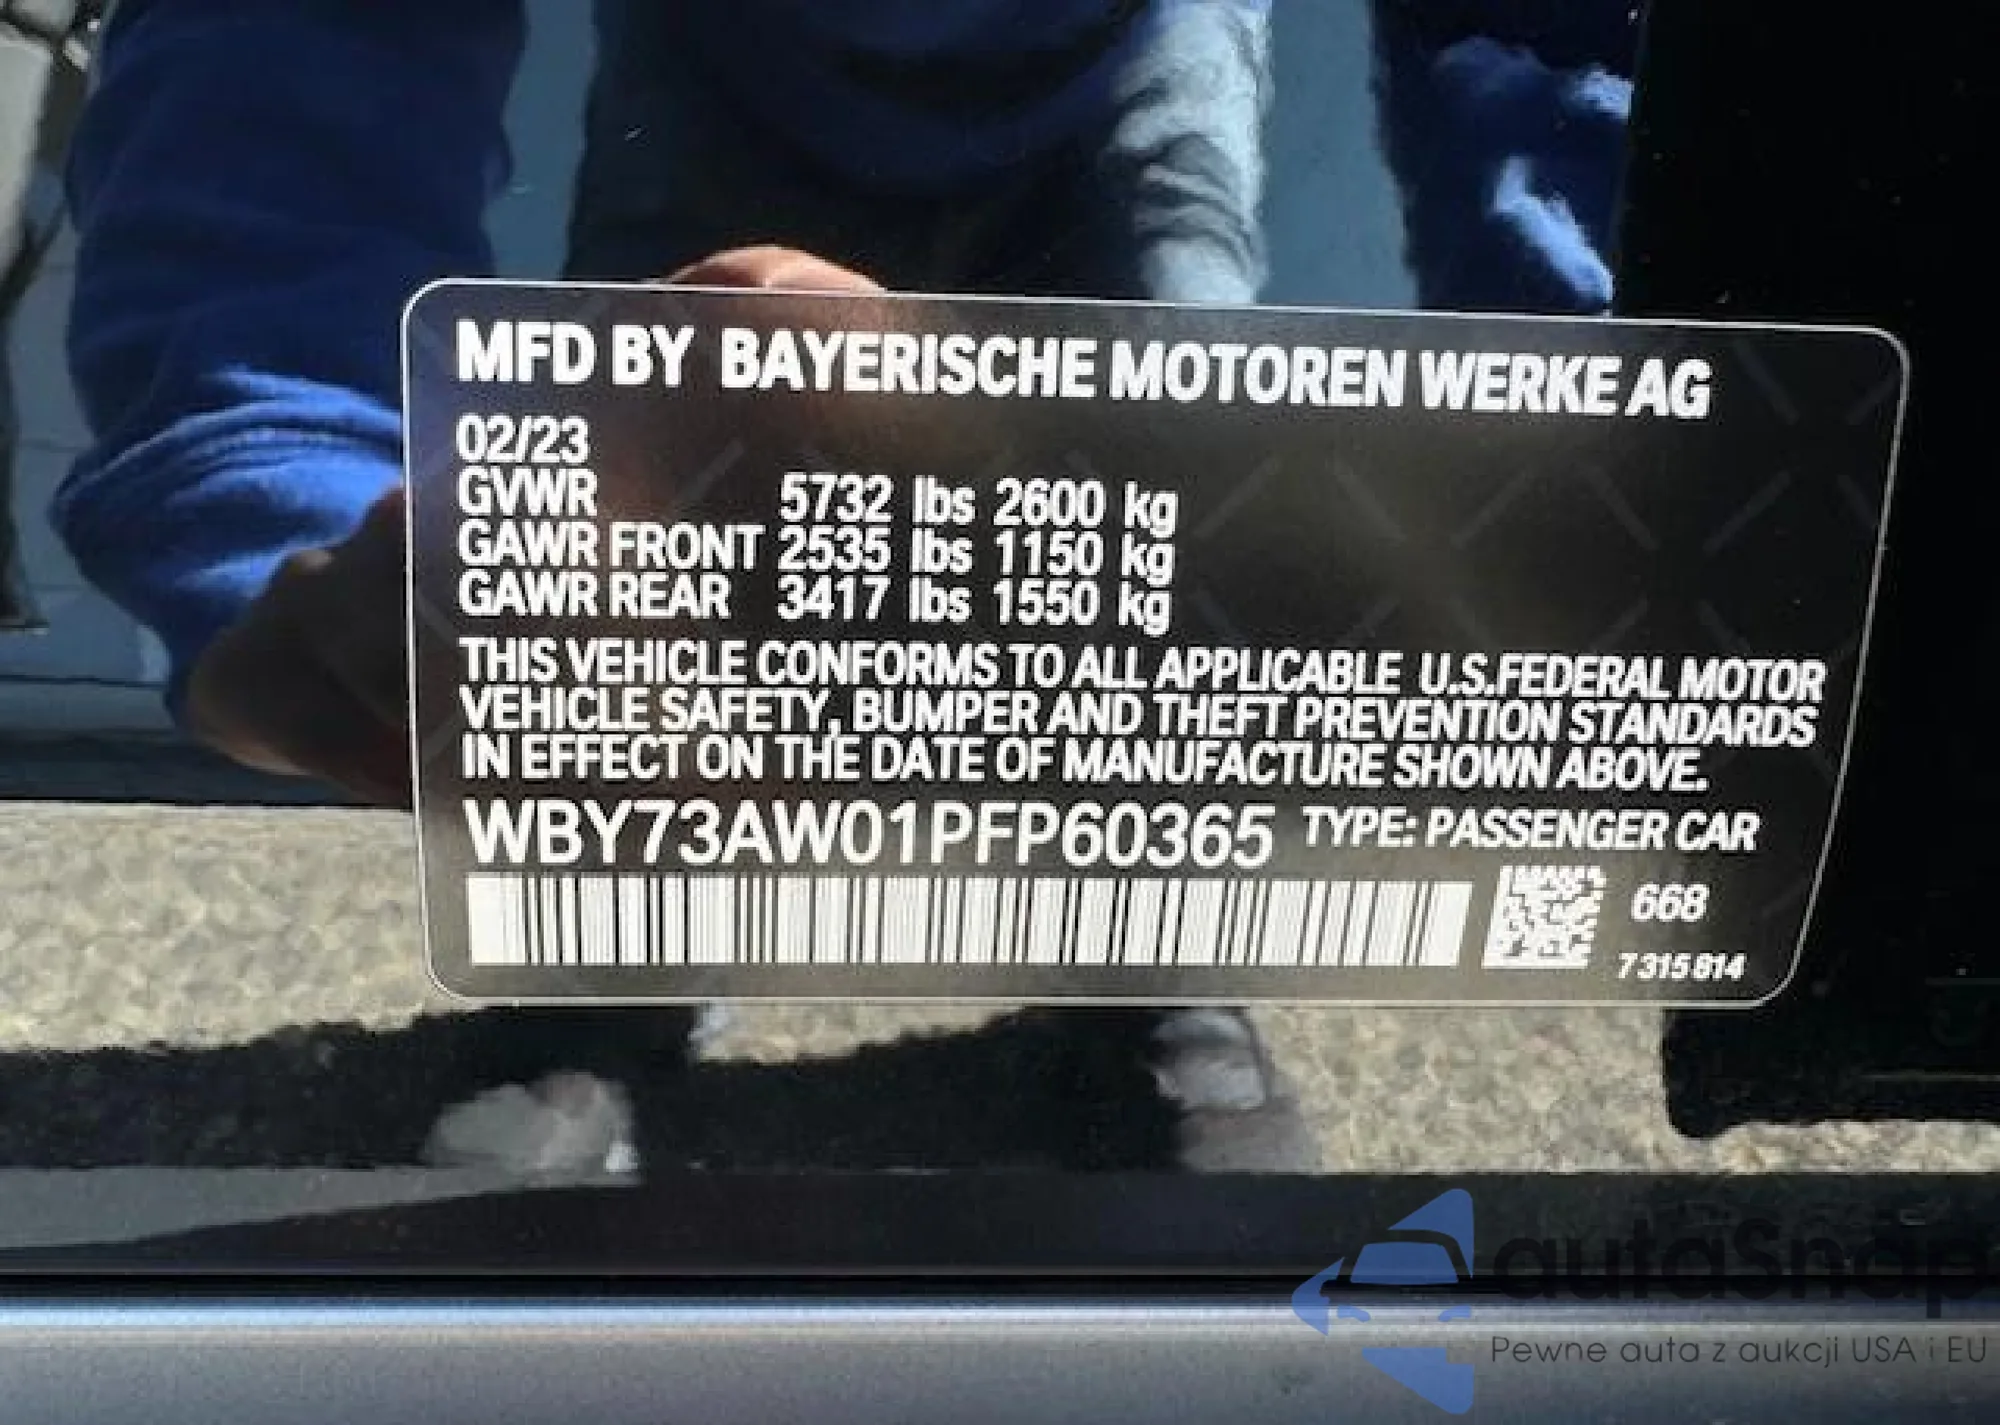 MFD BY BAYERISCHE MOTOREN WERKE AG
02/23
GVWR 5732 lbs 2600 kg
GAWR FRONT 2535 lbs 1150 kg
GAWR REAR 3417 lbs 1550 kg
THIS VEHICLE CONFORMS TO ALL APPLICABLE U.S.FEDERAL MOTOR
VEHICLE SAFETY, BUMPER AND THEFT PREVENTION STANDARDS
IN EFFECT ON THE DATE OF MANUFACTURE SHOWN ABOVE.
WBY73AW01PFP60365 TYPE: PASSENGER CAR
668
7315814
autaSnap
Pewne auta z aukcji USA i EU